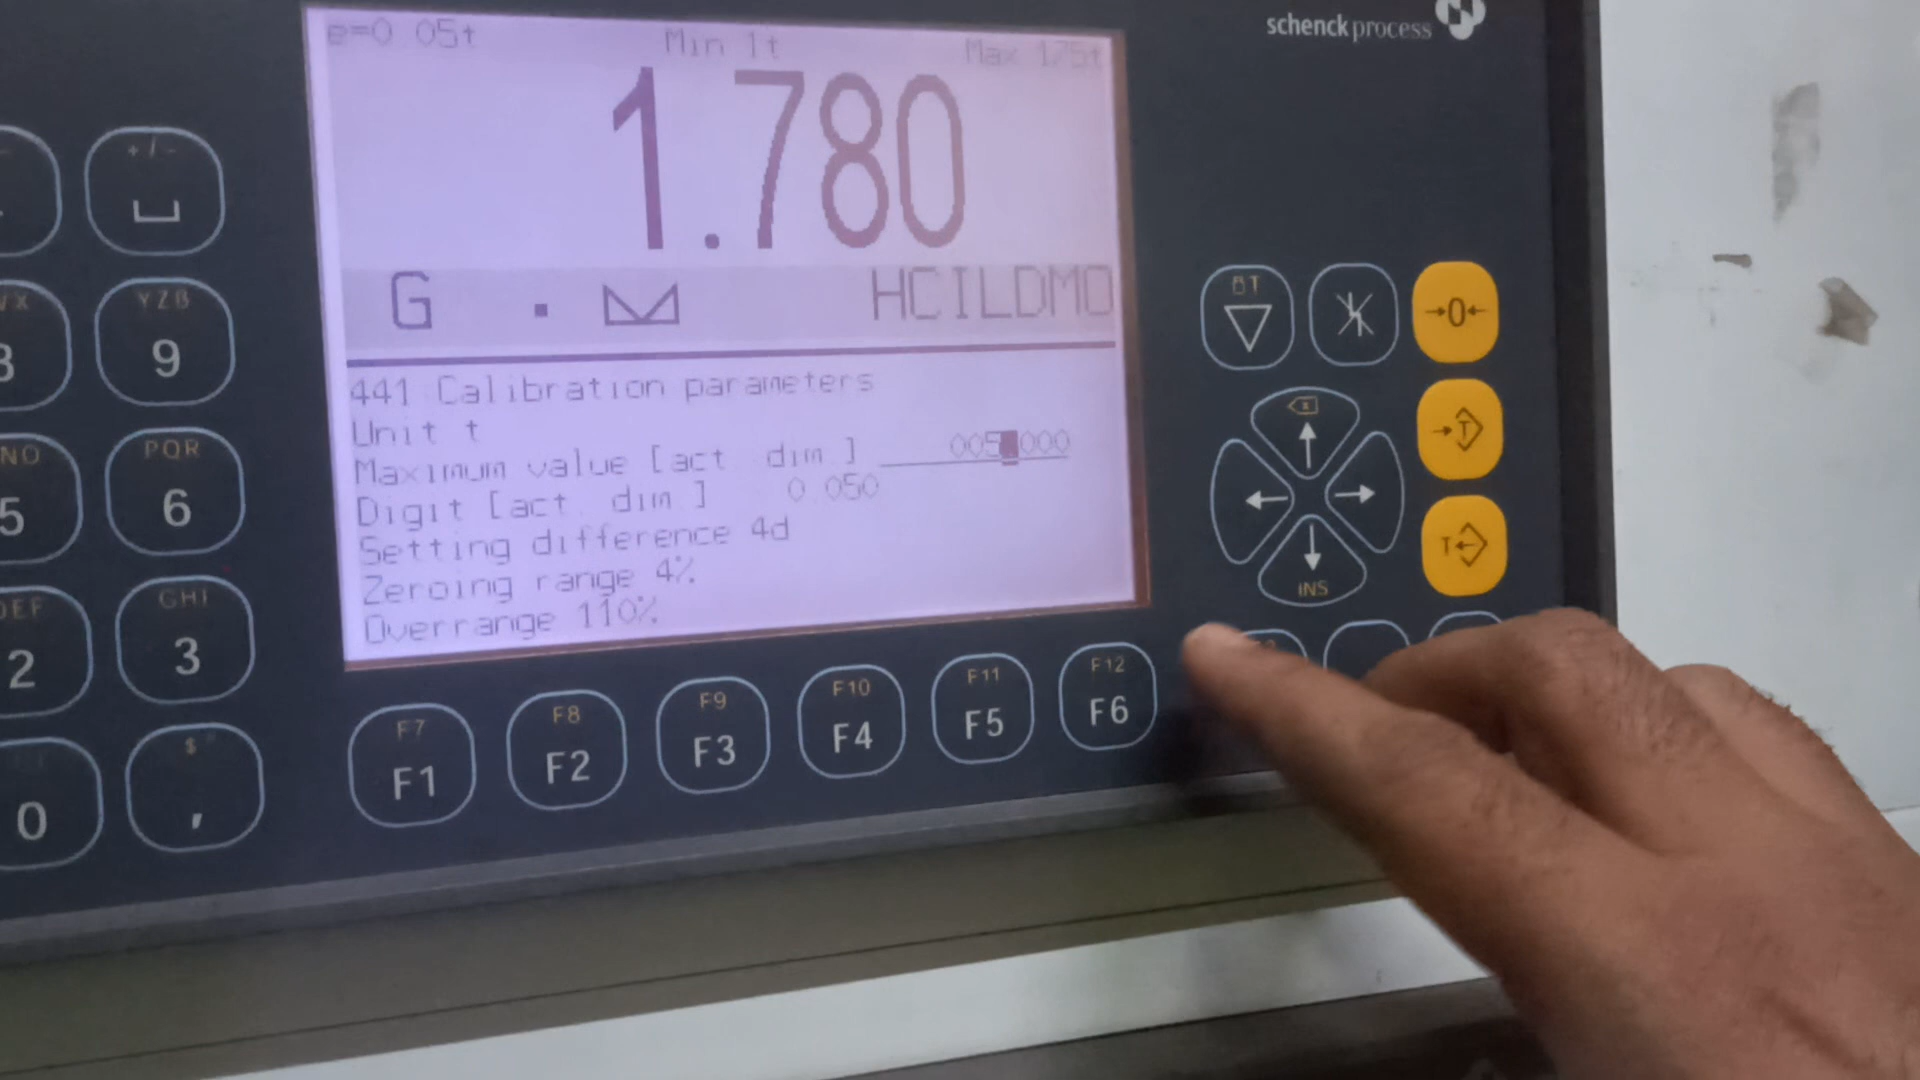 schenck process
e=0 05t Min 1t Max 175t
1.780
G HCILDMO
441 Calibration parameters
Unit t
Maximum value [act dim ] 005.000
Digit [act. dim ] 0 050
Setting difference 4d
Zeroing range 4%
Overrange 110%
+/-
YZB
9
NO PQR
5 6
DEF GHI
2 3
$
0 ,
BT
→0←
→T
T←
INS
F7 F8 F9 F10 F11 F12
F1 F2 F3 F4 F5 F6